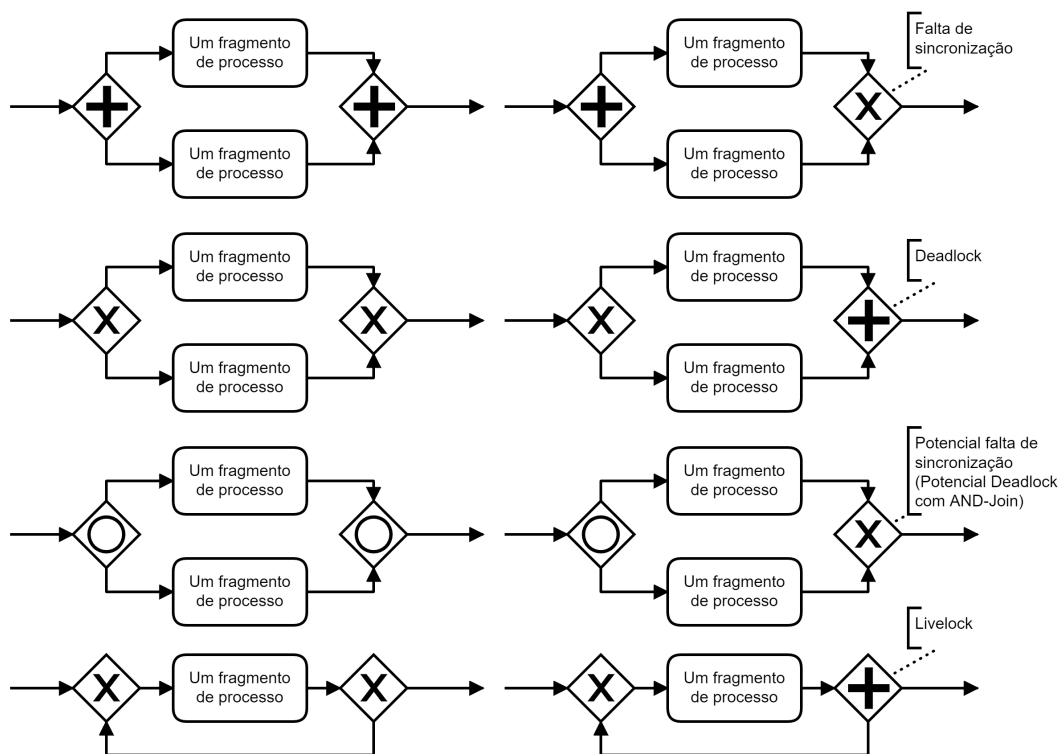 Um fragmento
de processo
Um fragmento
de processo
Um fragmento
de processo
Um fragmento
de processo
Falta de
sincronização
Um fragmento
de processo
Um fragmento
de processo
Um fragmento
de processo
Um fragmento
de processo
Deadlock
Um fragmento
de processo
Um fragmento
de processo
Um fragmento
de processo
Um fragmento
de processo
Potencial falta de
sincronização
(Potencial Deadlock
com AND-Join)
Um fragmento
de processo
Um fragmento
de processo
Livelock